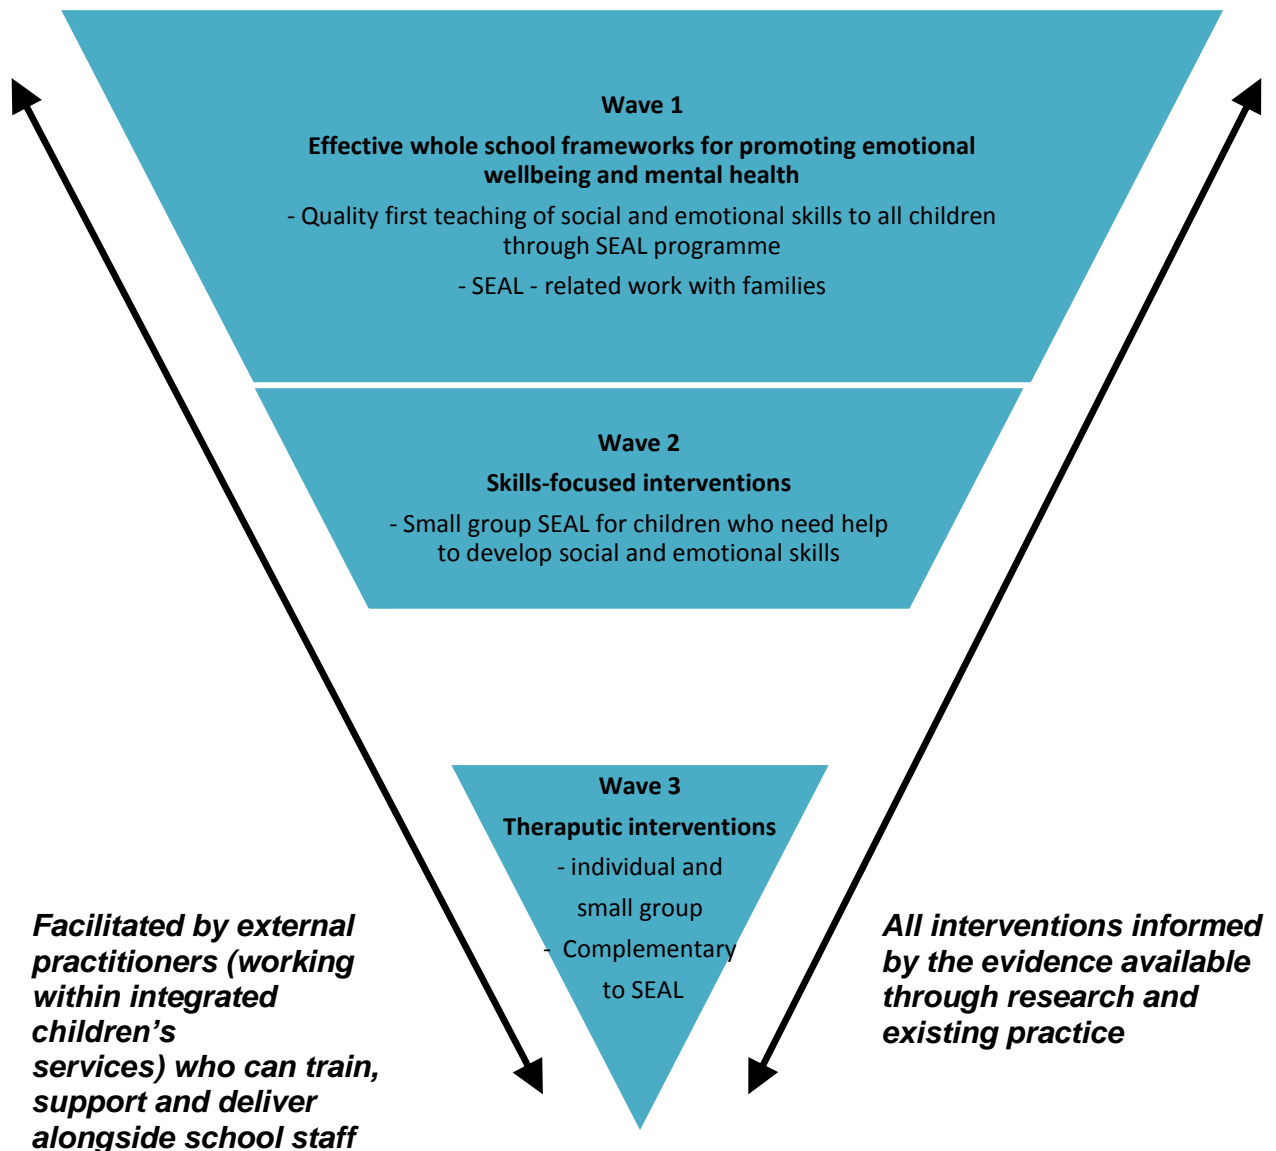 Wave 1
Effective whole school frameworks for promoting emotional
wellbeing and mental health
- Quality first teaching of social and emotional skills to all children
through SEAL programme
- SEAL - related work with families
Wave 2
Skills-focused interventions
- Small group SEAL for children who need help
to develop social and emotional skills
Wave 3
Theraputic interventions
- individual and
small group
- Complementary
to SEAL
Facilitated by external
practitioners (working
within integrated
children’s
services) who can train,
support and deliver
alongside school staff
All interventions informed
by the evidence available
through research and
existing practice